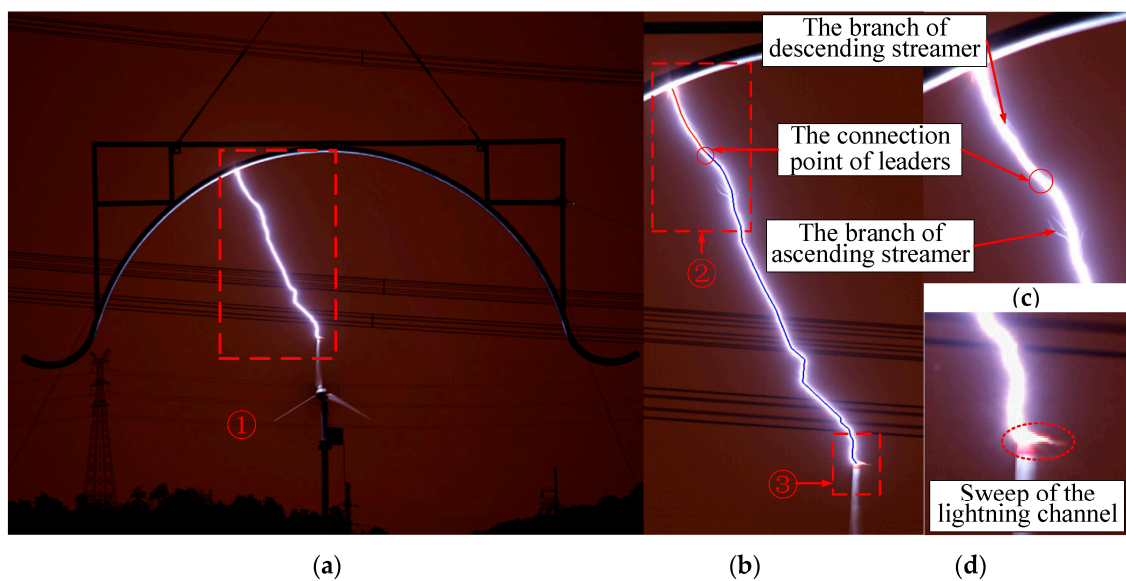 The branch of
descending streamer
The connection
point of leaders
The branch of
ascending streamer
①
②
③
(c)
Sweep of the
lightning channel
(a)
(b)
(d)